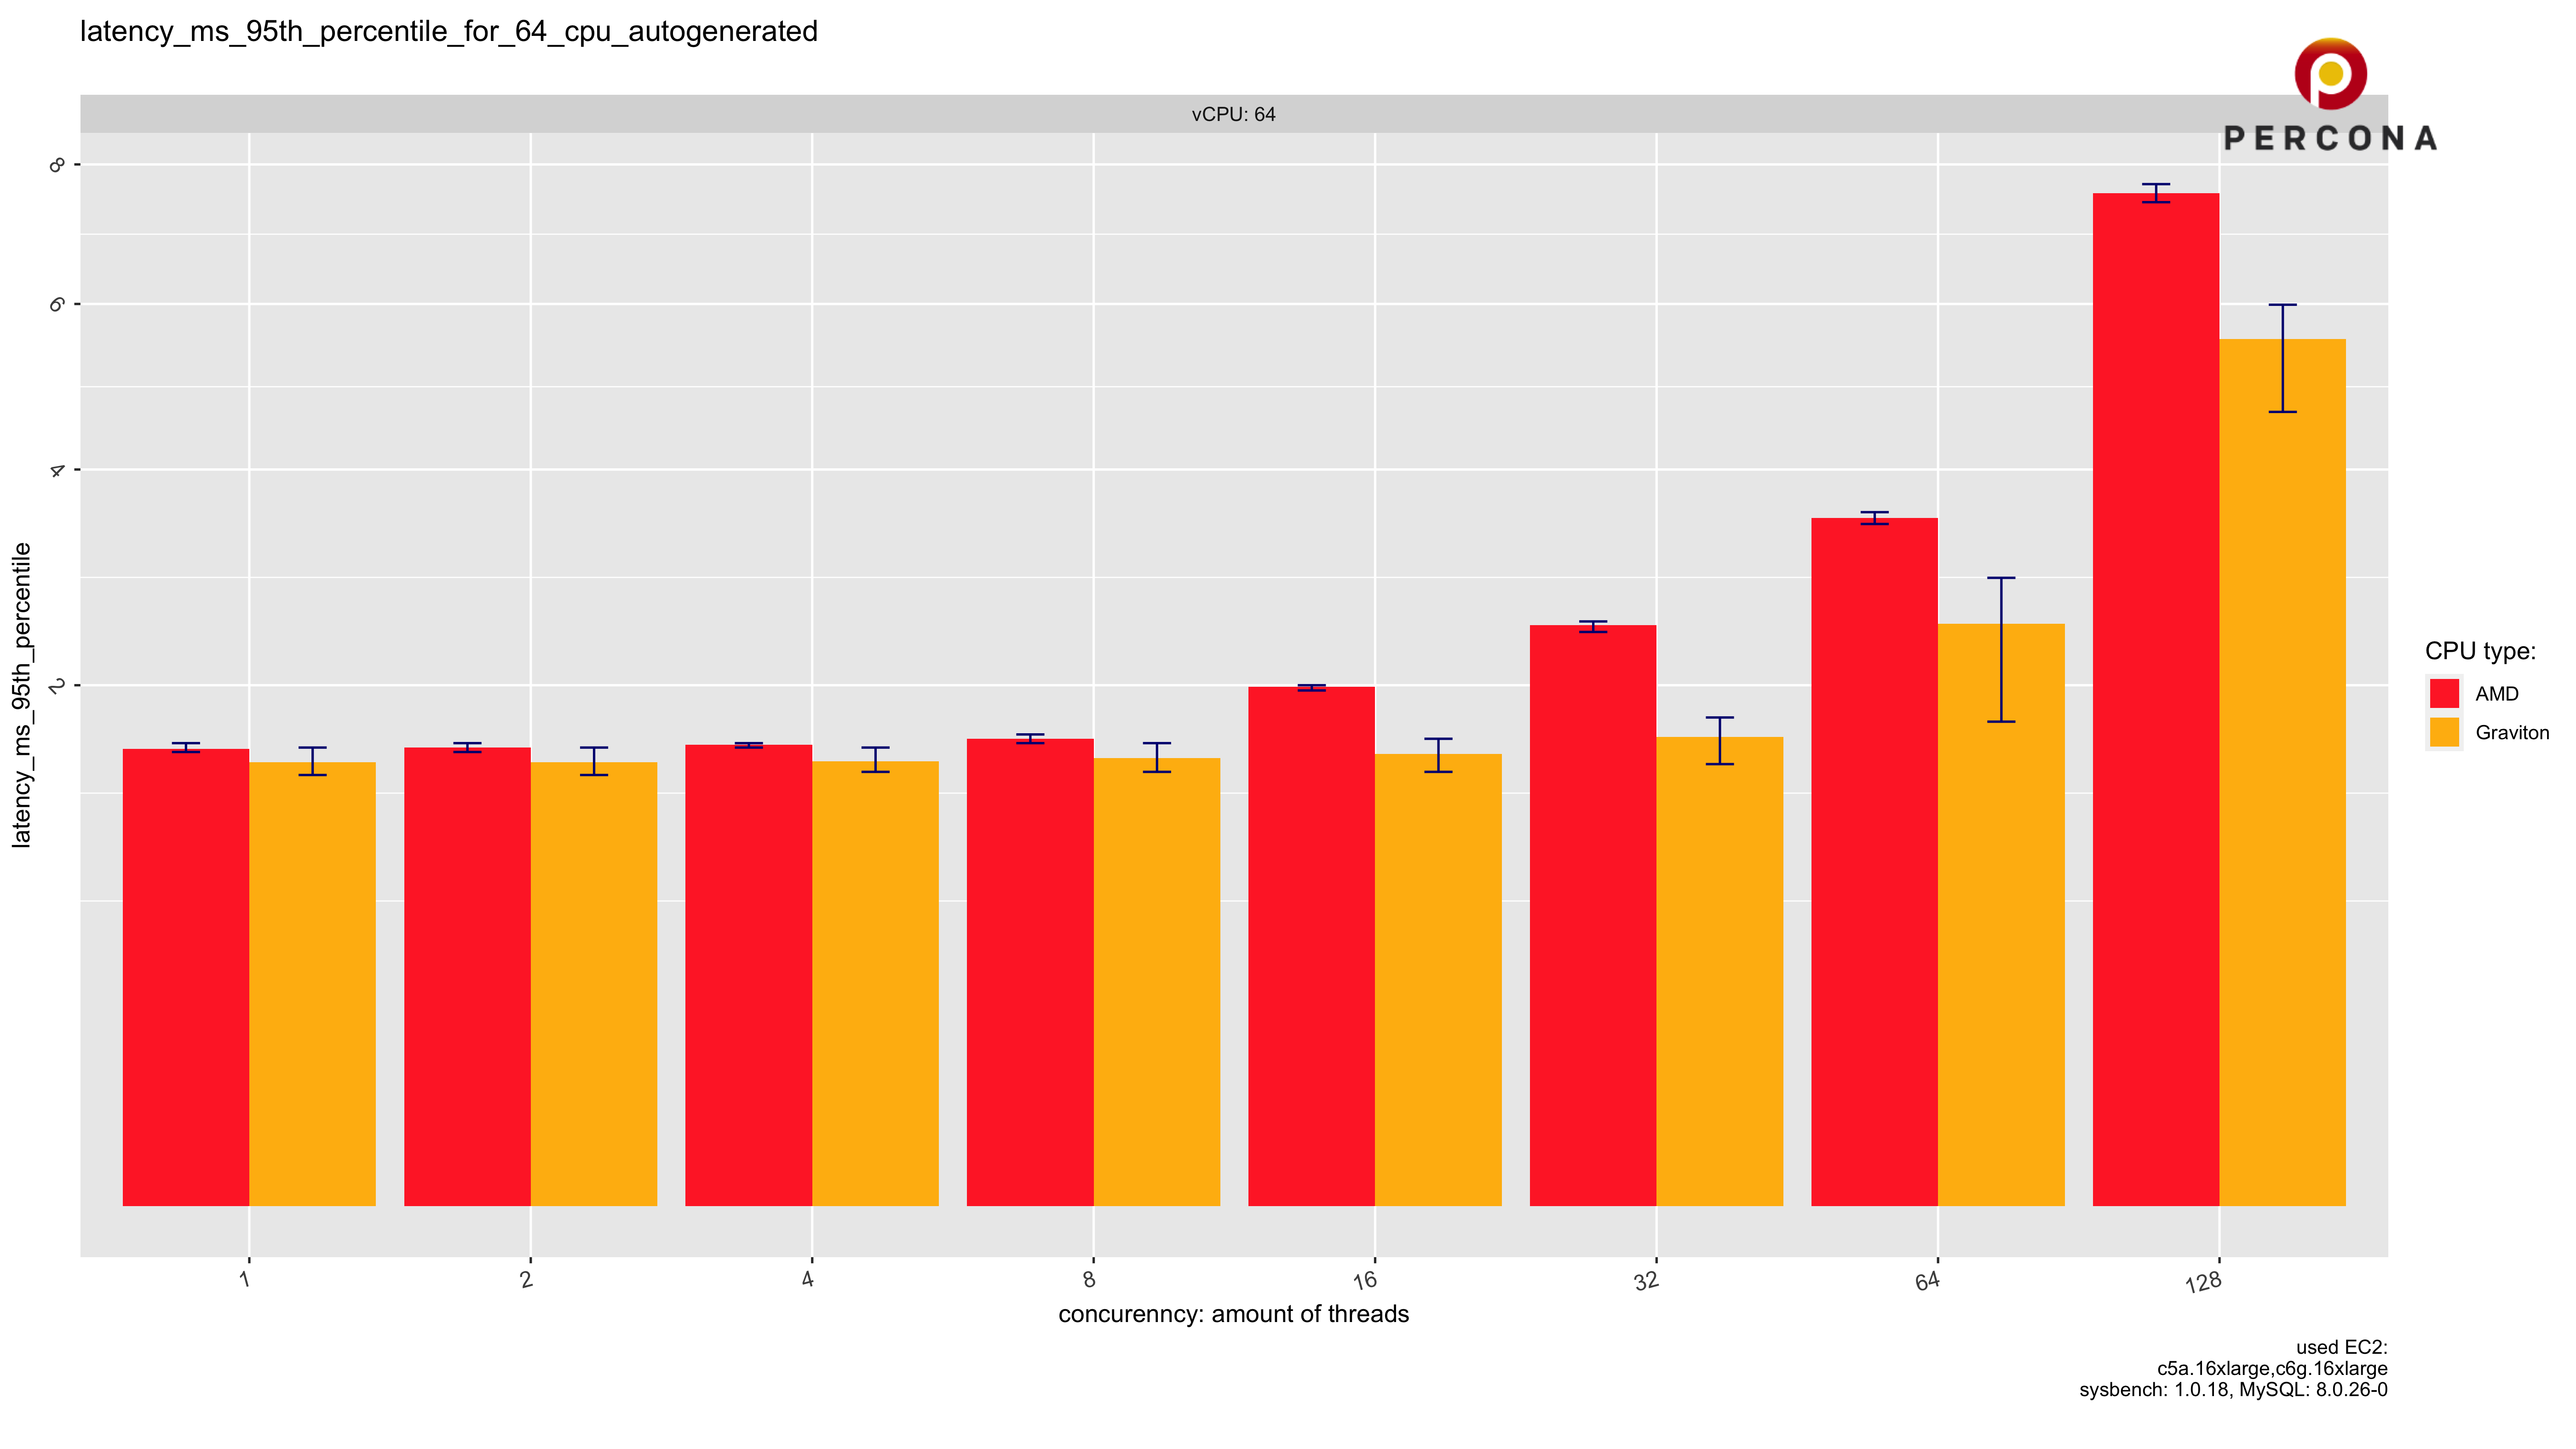 latency_ms_95th_percentile_for_64_cpu_autogenerated
PERCONA
vCPU: 64
8
6
4
2
latency_ms_95th_percentile
1 2 4 8 16 32 64 128
concurenncy: amount of threads
CPU type:
AMD
Graviton
used EC2:
c5a.16xlarge,c6g.16xlarge
sysbench: 1.0.18, MySQL: 8.0.26-0